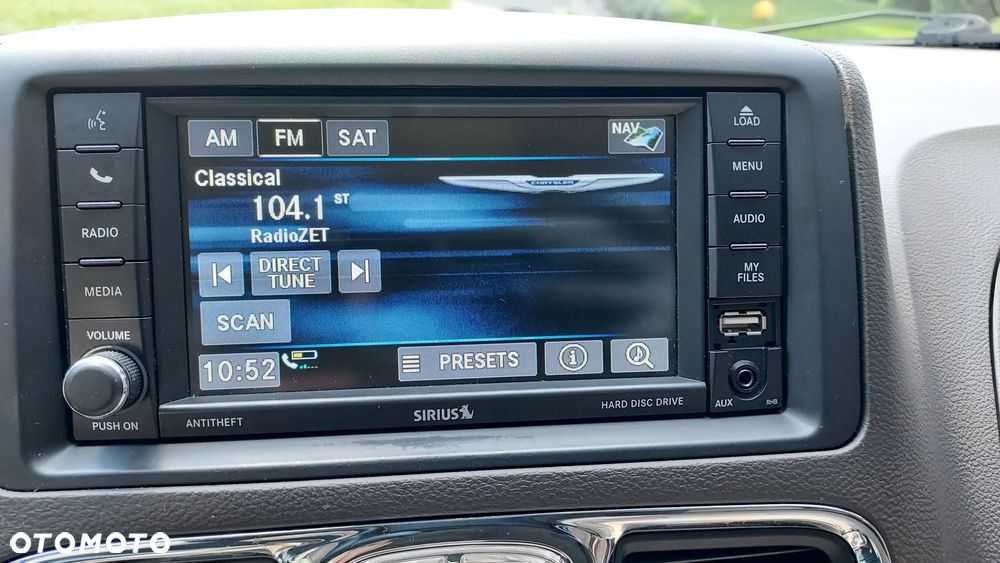 AM FM SAT NAV
Classical
CHRYSLER
104.1 ST
RadioZET
DIRECT
TUNE
SCAN
10:52
PRESETS
RADIO
MEDIA
VOLUME
PUSH ON
LOAD
MENU
AUDIO
MY
FILES
AUX RHB
ANTITHEFT SIRIUS HARD DISC DRIVE
OTOMOTO